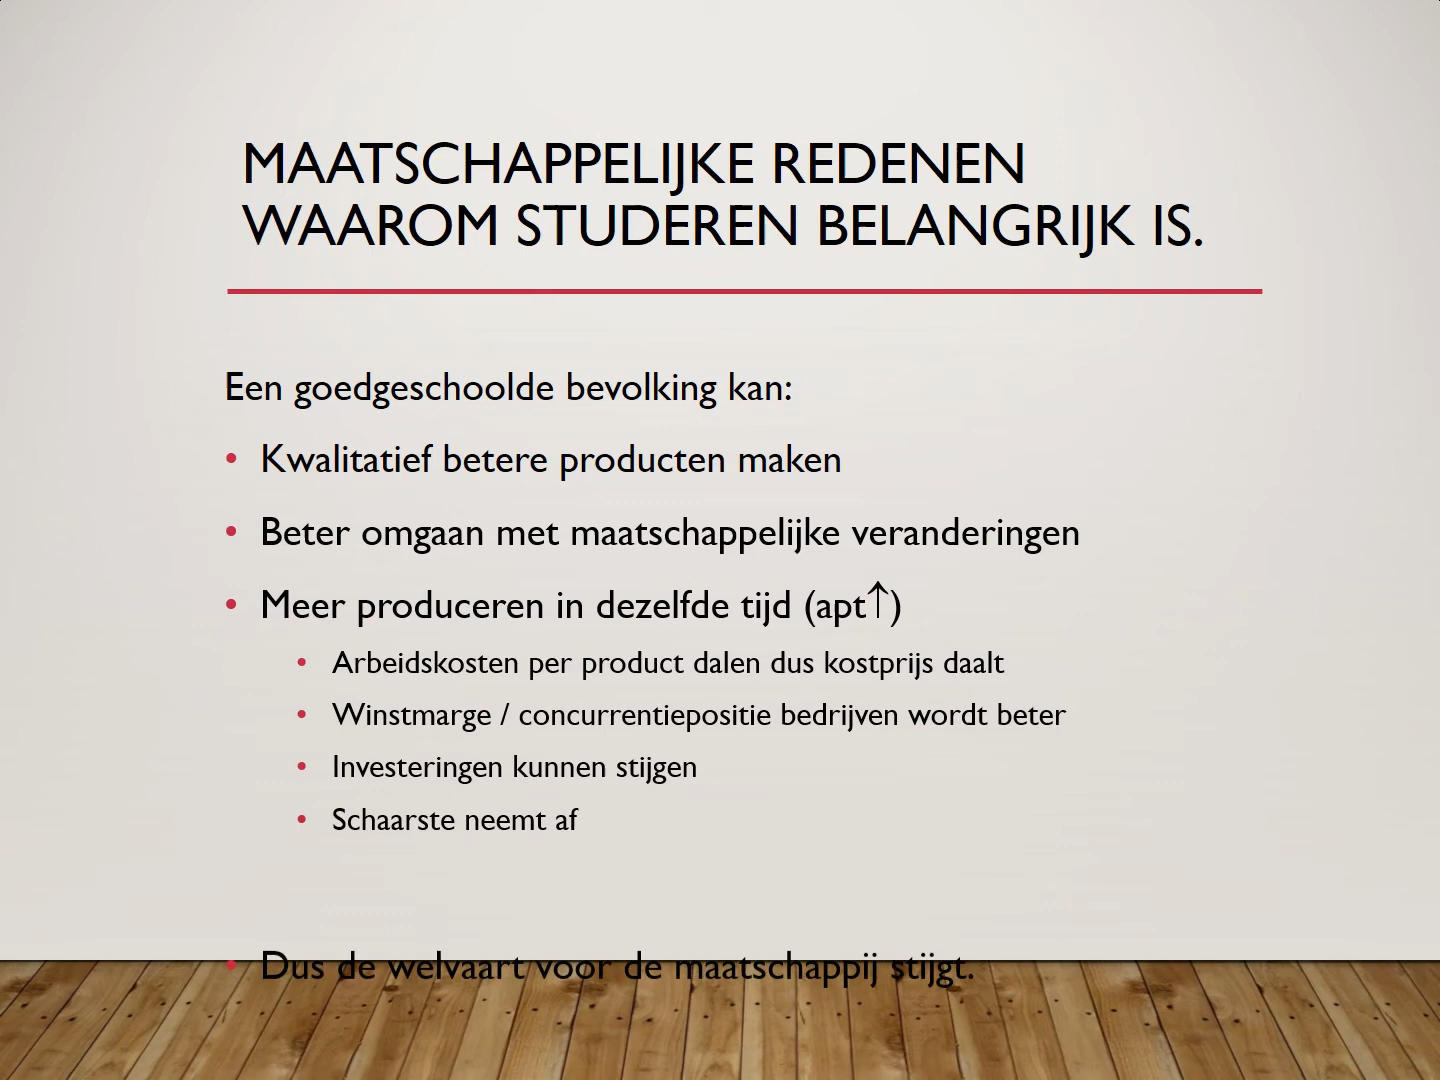 MAATSCHAPPELIJKE REDENEN
WAAROM STUDEREN BELANGRIJK IS.
Een goedgeschoolde bevolking kan:
• Kwalitatief betere producten maken
• Beter omgaan met maatschappelijke veranderingen
• Meer produceren in dezelfde tijd (apt↑)
• Arbeidskosten per product dalen dus kostprijs daalt
• Winstmarge / concurrentiepositie bedrijven wordt beter
• Investeringen kunnen stijgen
• Schaarste neemt af
• Dus de welvaart voor de maatschappij stijgt.